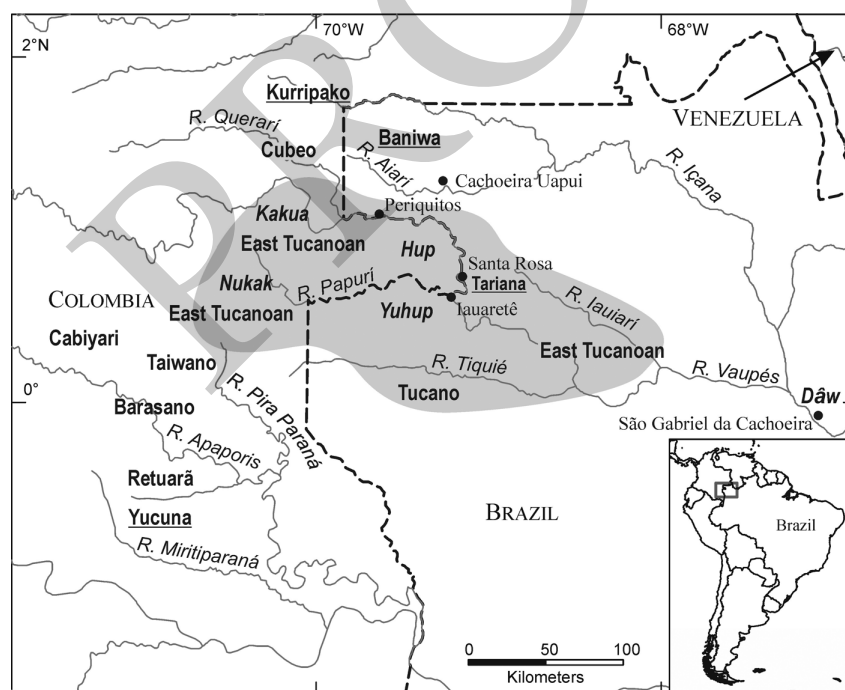 70°W
68°W
2°N
Kurripako
VENEZUELA
R. Querarí
Baniwa
Cubeo
R. Aiarí
R. Içana
Cachoeira Uapui
Periquitos
Kakua
East Tucanoan
Hup
Santa Rosa
Nukak
R. Papurí
Tariana
COLOMBIA
Yuhup
Iauaretê
R. Iauiarí
East Tucanoan
Cabiyari
East Tucanoan
Taiwano
R. Tiquié
R. Vaupés
0°
Tucano
Dâw
Barasano
R. Pira Paraná
São Gabriel da Cachoeira
R. Apaporis
Retuarã
Yucuna
BRAZIL
Brazil
R. Miritiparaná
0 50 100
Kilometers
PRO